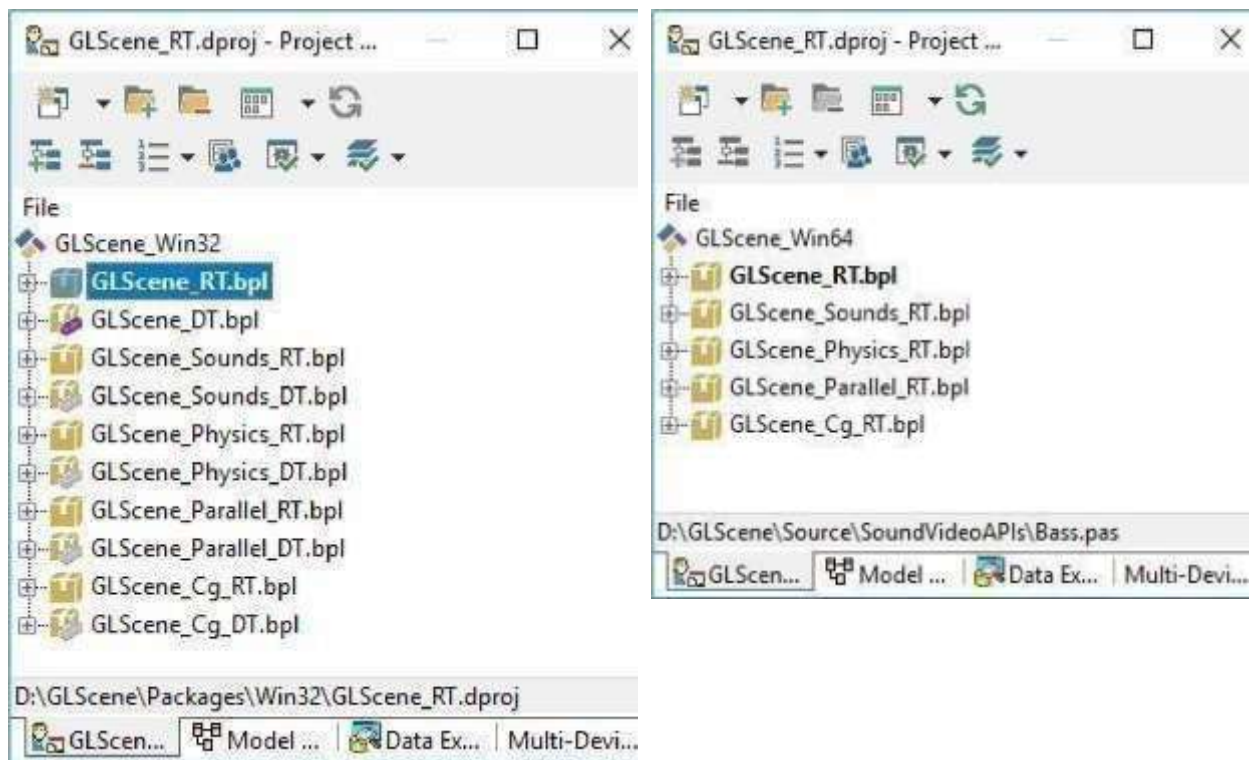 GLScene_RT.dproj - Project ...
File
GLScene_Win32
GLScene_RT.bpl
GLScene_DT.bpl
GLScene_Sounds_RT.bpl
GLScene_Sounds_DT.bpl
GLScene_Physics_RT.bpl
GLScene_Physics_DT.bpl
GLScene_Parallel_RT.bpl
GLScene_Parallel_DT.bpl
GLScene_Cg_RT.bpl
GLScene_Cg_DT.bpl
D:\GLScene\Packages\Win32\GLScene_RT.dproj
GLScen... Model ... Data Ex... Multi-Devi...
GLScene_RT.dproj - Project ...
File
GLScene_Win64
GLScene_RT.bpl
GLScene_Sounds_RT.bpl
GLScene_Physics_RT.bpl
GLScene_Parallel_RT.bpl
GLScene_Cg_RT.bpl
D:\GLScene\Source\SoundVideoAPIs\Bass.pas
GLScen... Model ... Data Ex... Multi-Devi...